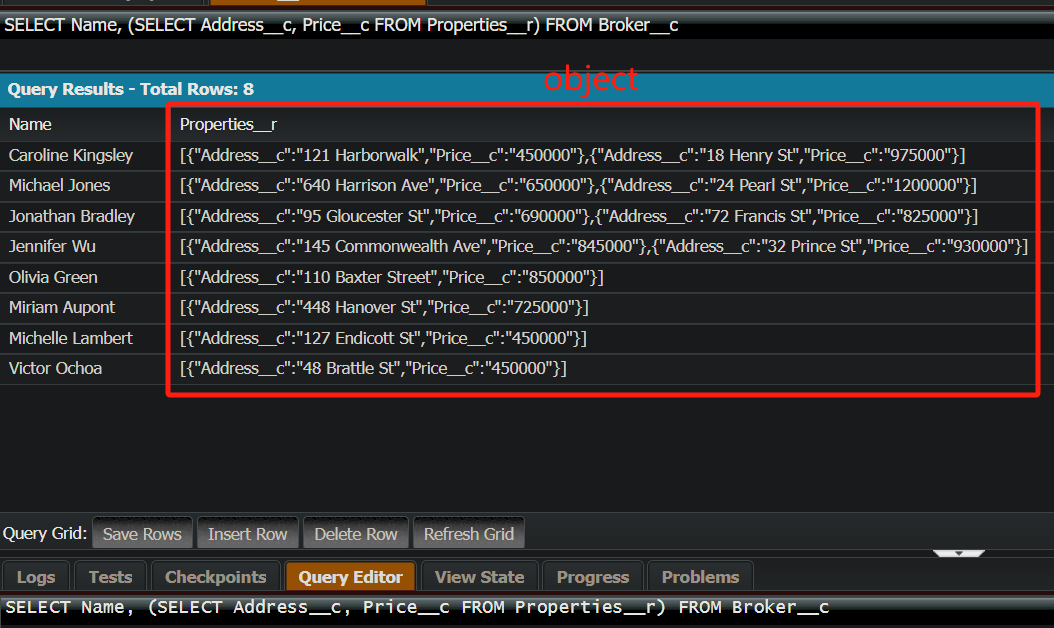 SELECT Name, (SELECT Address__c, Price__c FROM Properties__r) FROM Broker__c
object
Query Results - Total Rows: 8
Name Properties__r
Caroline Kingsley [{"Address__c":"121 Harborwalk","Price__c":"450000"},{"Address__c":"18 Henry St","Price__c":"975000"}]
Michael Jones [{"Address__c":"640 Harrison Ave","Price__c":"650000"},{"Address__c":"24 Pearl St","Price__c":"1200000"}]
Jonathan Bradley [{"Address__c":"95 Gloucester St","Price__c":"690000"},{"Address__c":"72 Francis St","Price__c":"825000"}]
Jennifer Wu [{"Address__c":"145 Commonwealth Ave","Price__c":"845000"},{"Address__c":"32 Prince St","Price__c":"930000"}]
Olivia Green [{"Address__c":"110 Baxter Street","Price__c":"850000"}]
Miriam Aupont [{"Address__c":"448 Hanover St","Price__c":"725000"}]
Michelle Lambert [{"Address__c":"127 Endicott St","Price__c":"450000"}]
Victor Ochoa [{"Address__c":"48 Brattle St","Price__c":"450000"}]
Query Grid: Save Rows Insert Row Delete Row Refresh Grid
Logs Tests Checkpoints Query Editor View State Progress Problems
SELECT Name, (SELECT Address__c, Price__c FROM Properties__r) FROM Broker__c